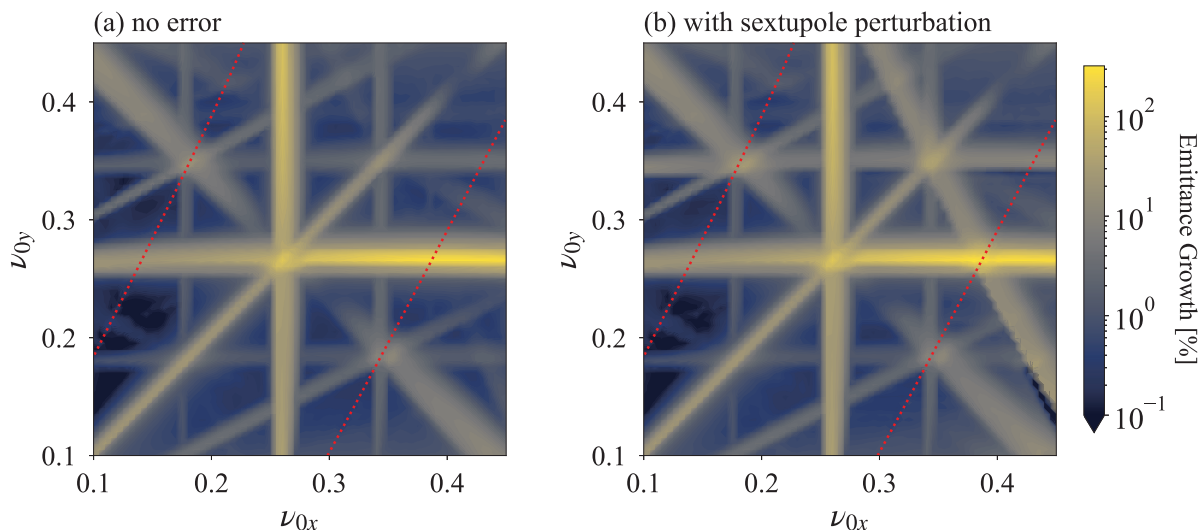 (a) no error
(b) with sextupole perturbation
0.4
0.3
0.2
0.1
ν0y
0.1
0.2
0.3
0.4
ν0x
0.4
0.3
0.2
0.1
ν0y
0.1
0.2
0.3
0.4
ν0x
10^2
10^1
10^0
10^−1
Emittance Growth [%]